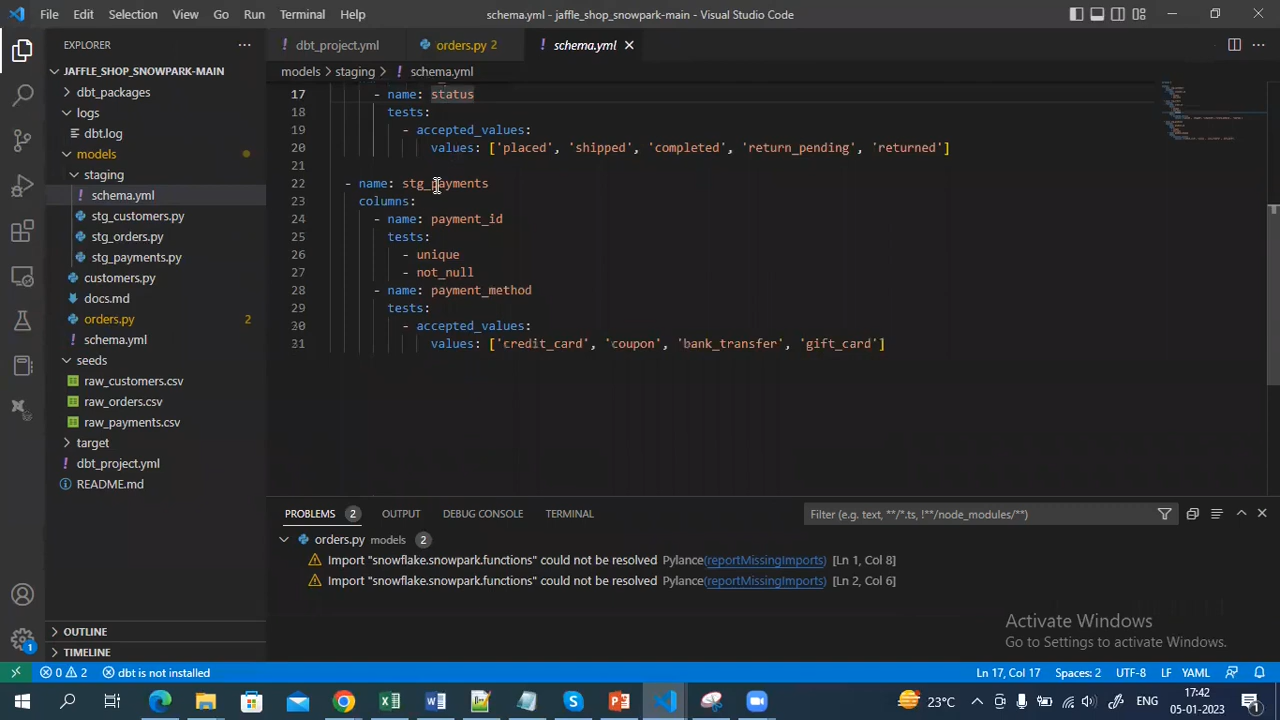 File Edit Selection View Go Run Terminal Help
schema.yml - jaffle_shop_snowpark-main - Visual Studio Code
EXPLORER
dbt_project.yml
orders.py 2
schema.yml
JAFFLE_SHOP_SNOWPARK-MAIN
models > staging > ! schema.yml
dbt_packages
logs
dbt.log
models
staging
! schema.yml
stg_customers.py
stg_orders.py
stg_payments.py
customers.py
docs.md
orders.py 2
! schema.yml
seeds
raw_customers.csv
raw_orders.csv
raw_payments.csv
target
! dbt_project.yml
README.md
OUTLINE
TIMELINE
17 - name: status
18 tests:
19 - accepted_values:
20 values: ['placed', 'shipped', 'completed', 'return_pending', 'returned']
21
22 - name: stg_payments
23 columns:
24 - name: payment_id
25 tests:
26 - unique
27 - not_null
28 - name: payment_method
29 tests:
30 - accepted_values:
31 values: ['credit_card', 'coupon', 'bank_transfer', 'gift_card']
PROBLEMS 2 OUTPUT DEBUG CONSOLE TERMINAL
Filter (e.g. text, **/*.ts, !**/node_modules/**)
orders.py models 2
Import "snowflake.snowpark.functions" could not be resolved Pylance(reportMissingImports) [Ln 1, Col 8]
Import "snowflake.snowpark.functions" could not be resolved Pylance(reportMissingImports) [Ln 2, Col 6]
Activate Windows
Go to Settings to activate Windows.
1
0 2 dbt is not installed
Ln 17, Col 17 Spaces: 2 UTF-8 LF YAML
23°C
ENG
17:42
05-01-2023
1